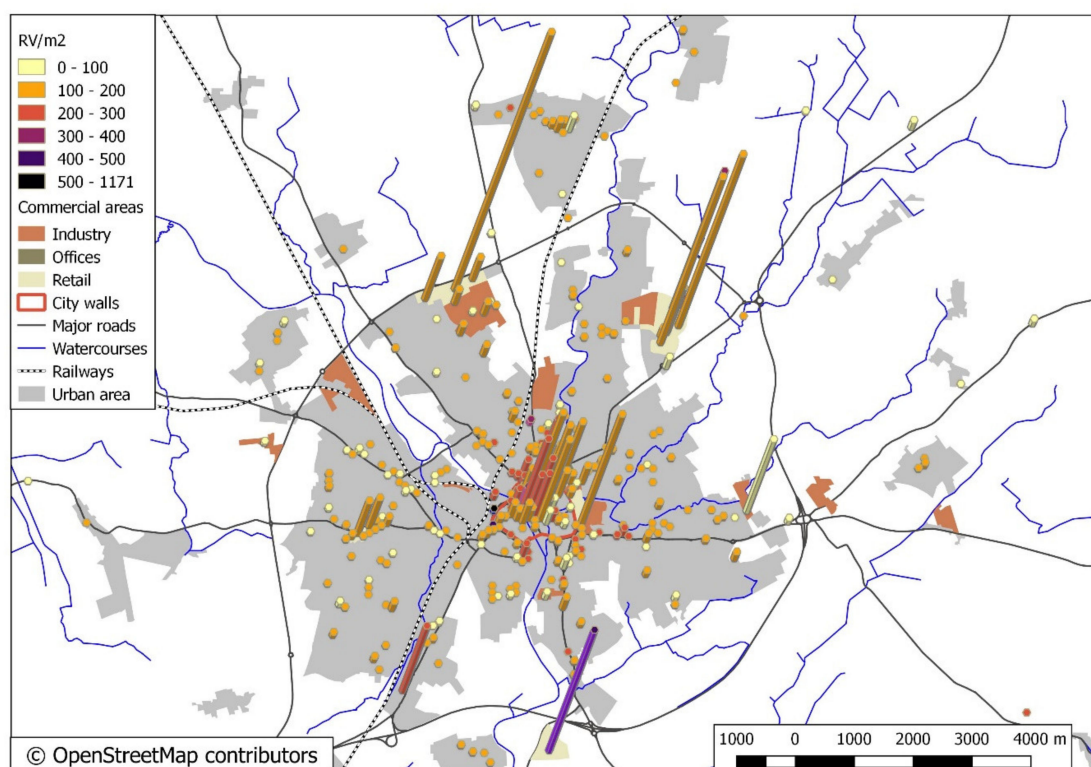 RV/m2
0 - 100
100 - 200
200 - 300
300 - 400
400 - 500
500 - 1171
Commercial areas
Industry
Offices
Retail
City walls
Major roads
Watercourses
Railways
Urban area
© OpenStreetMap contributors
1000 0 1000 2000 3000 4000 m